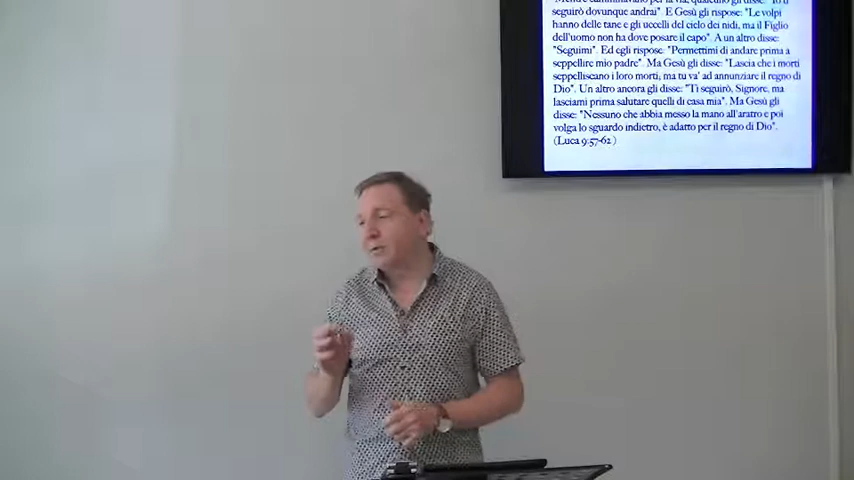 seguirò dovunque andrai". E Gesù gli rispose: "Le volpi
hanno delle tane e gli uccelli del cielo dei nidi, ma il Figlio
dell'uomo non ha dove posare il capo". A un altro disse:
"Seguimi". Ed egli rispose: "Permettimi di andare prima a
seppellire mio padre". Ma Gesù gli disse: "Lascia che i morti
seppelliscano i loro morti, ma tu va' ad annunziare il regno di
Dio". Un altro ancora gli disse: "Ti seguirò, Signore, ma
lasciami prima salutare quelli di casa mia". Ma Gesù gli
disse: "Nessuno che abbia messo la mano all'aratro e poi
volga lo sguardo indietro, è adatto per il regno di Dio".
(Luca 9:57-62)